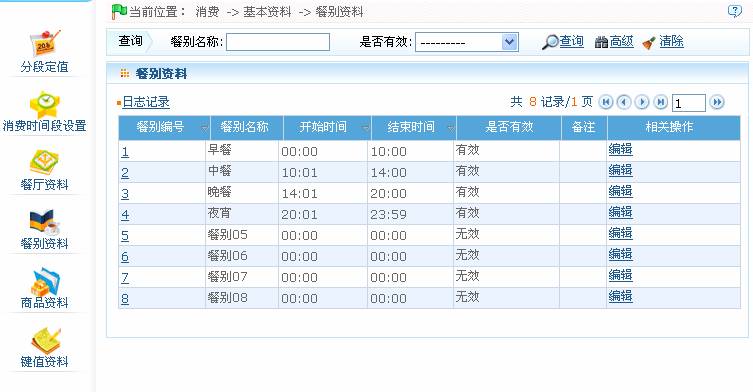 当前位置： 消费 -> 基本资料 -> 餐别资料
查询 餐别名称: 是否有效: --------- 查询 高级 清除
分段定值
消费时间段设置
餐厅资料
餐别资料
商品资料
键值资料
餐别资料
日志记录 共 8 记录/1 页 1
餐别编号 餐别名称 开始时间 结束时间 是否有效 备注 相关操作
1 早餐 00:00 10:00 有效 编辑
2 中餐 10:01 14:00 有效 编辑
3 晚餐 14:01 20:00 有效 编辑
4 夜宵 20:01 23:59 有效 编辑
5 餐别05 00:00 00:00 无效 编辑
6 餐别06 00:00 00:00 无效 编辑
7 餐别07 00:00 00:00 无效 编辑
8 餐别08 00:00 00:00 无效 编辑